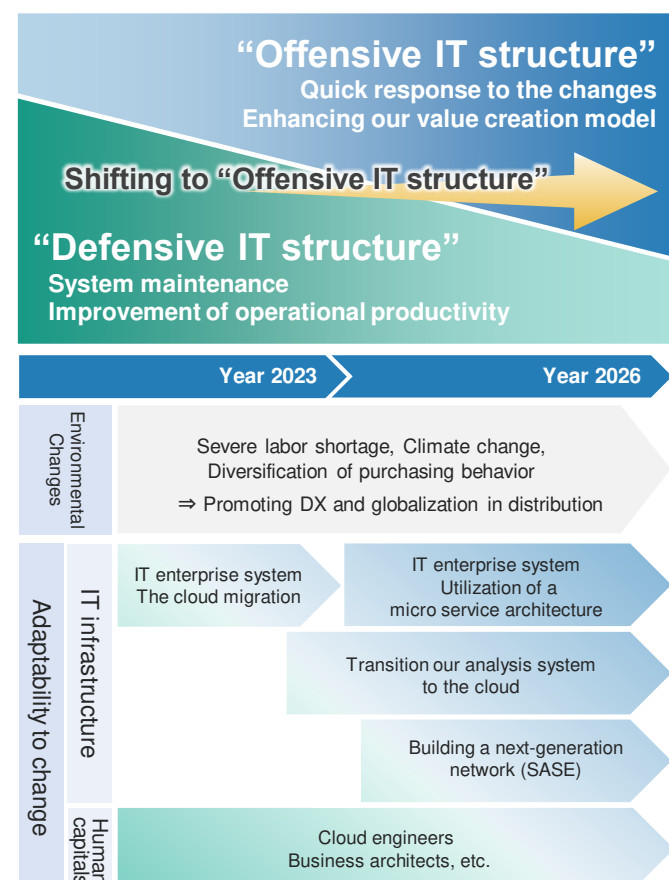 “Offensive IT structure”
Quick response to the changes
Enhancing our value creation model
Shifting to “Offensive IT structure”
“Defensive IT structure”
System maintenance
Improvement of operational productivity
Year 2023
Year 2026
Environmental
Changes
Severe labor shortage, Climate change,
Diversification of purchasing behavior
⇒ Promoting DX and globalization in distribution
Adaptability to change
IT infrastructure
IT enterprise system
The cloud migration
IT enterprise system
Utilization of a
micro service architecture
Transition our analysis system
to the cloud
Building a next-generation
network (SASE)
Human
capitals
Cloud engineers
Business architects, etc.